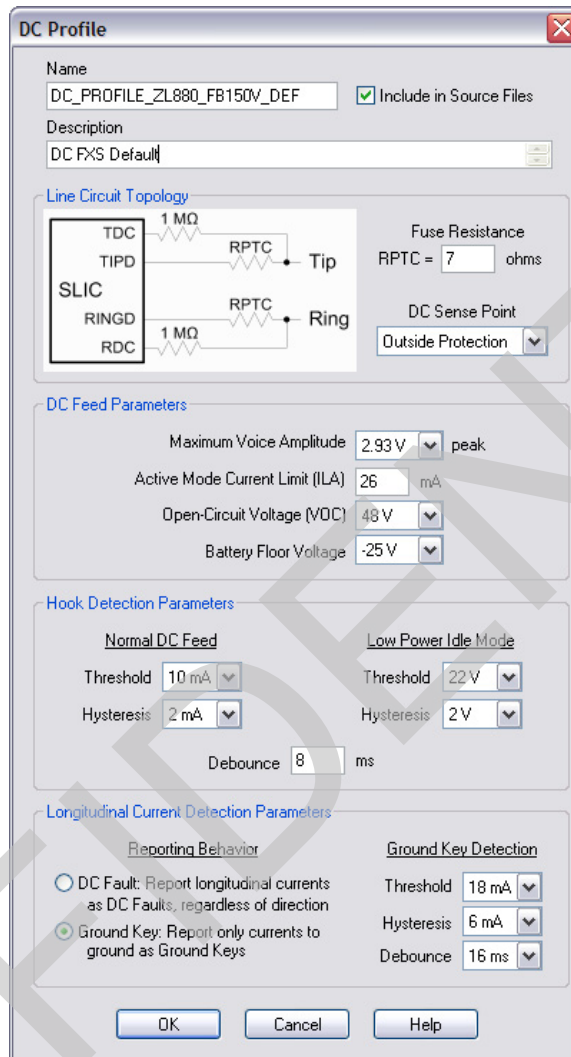 DC Profile
Name
DC_PROFILE_ZL880_FB150V_DEF
Include in Source Files
Description
DC FXS Default
Line Circuit Topology
SLIC
TDC
1 MΩ
TIPD
RPTC
Tip
RINGD
RPTC
Ring
RDC
1 MΩ
Fuse Resistance
RPTC = 7 ohms
DC Sense Point
Outside Protection
DC Feed Parameters
Maximum Voice Amplitude 2.93 V peak
Active Mode Current Limit (ILA) 26 mA
Open-Circuit Voltage (VOC) 48 V
Battery Floor Voltage -25 V
Hook Detection Parameters
Normal DC Feed
Threshold 10 mA
Hysteresis 2 mA
Low Power Idle Mode
Threshold 22 V
Hysteresis 2 V
Debounce 8 ms
Longitudinal Current Detection Parameters
Reporting Behavior
DC Fault: Report longitudinal currents
as DC Faults, regardless of direction
Ground Key: Report only currents to
ground as Ground Keys
Ground Key Detection
Threshold 18 mA
Hysteresis 6 mA
Debounce 16 ms
OK Cancel Help
FIDEN